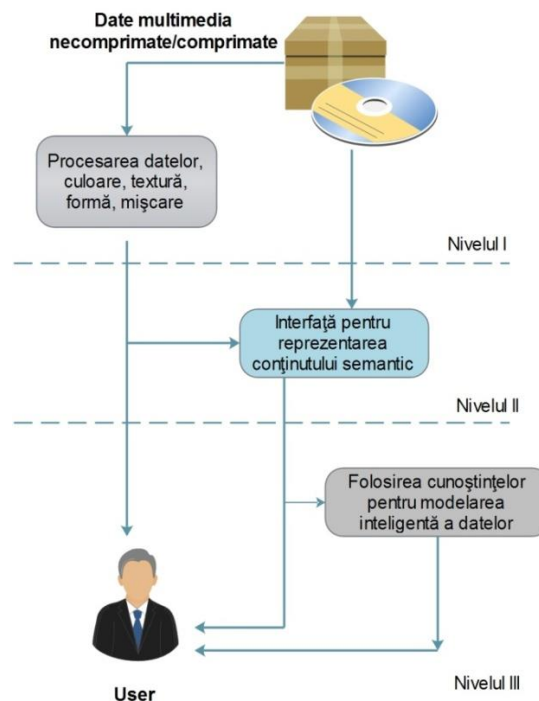 Date multimedia
necomprimate/comprimate
Procesarea datelor,
culoare, textură,
formă, mişcare
Nivelul I
Interfaţă pentru
reprezentarea
conţinutului semantic
Nivelul II
Folosirea cunoştinţelor
pentru modelarea
inteligentă a datelor
User
Nivelul III